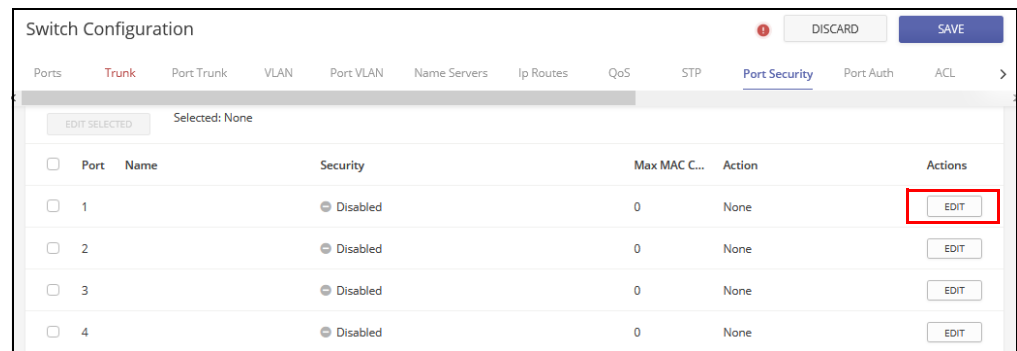 Switch Configuration DISCARD SAVE
Ports Trunk Port Trunk VLAN Port VLAN Name Servers Ip Routes QoS STP Port Security Port Auth ACL
EDIT SELECTED Selected: None
Port Name Security Max MAC C... Action Actions
1 Disabled 0 None EDIT
2 Disabled 0 None EDIT
3 Disabled 0 None EDIT
4 Disabled 0 None EDIT